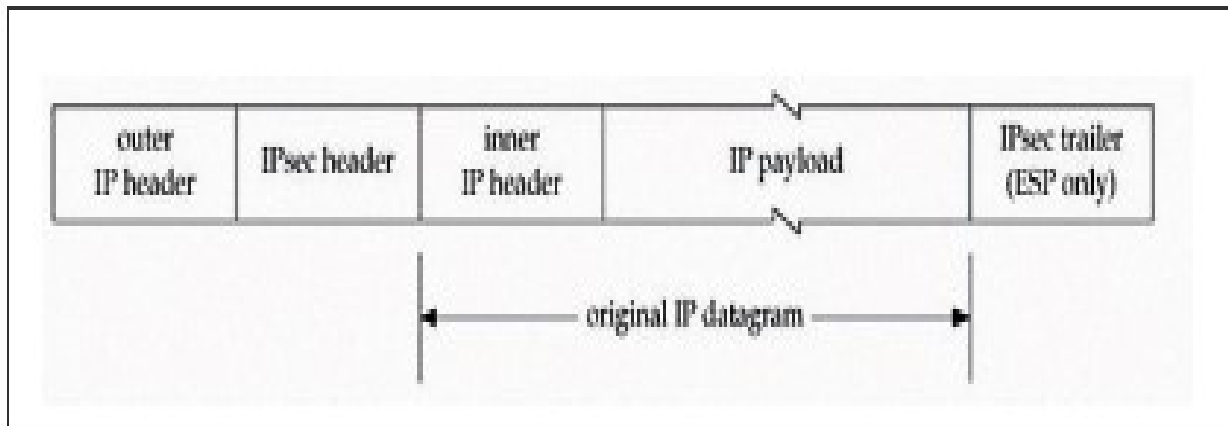 outer
IP header
IPsec header
inner
IP header
IP payload
IPsec trailer
(ESP only)
original IP datagram